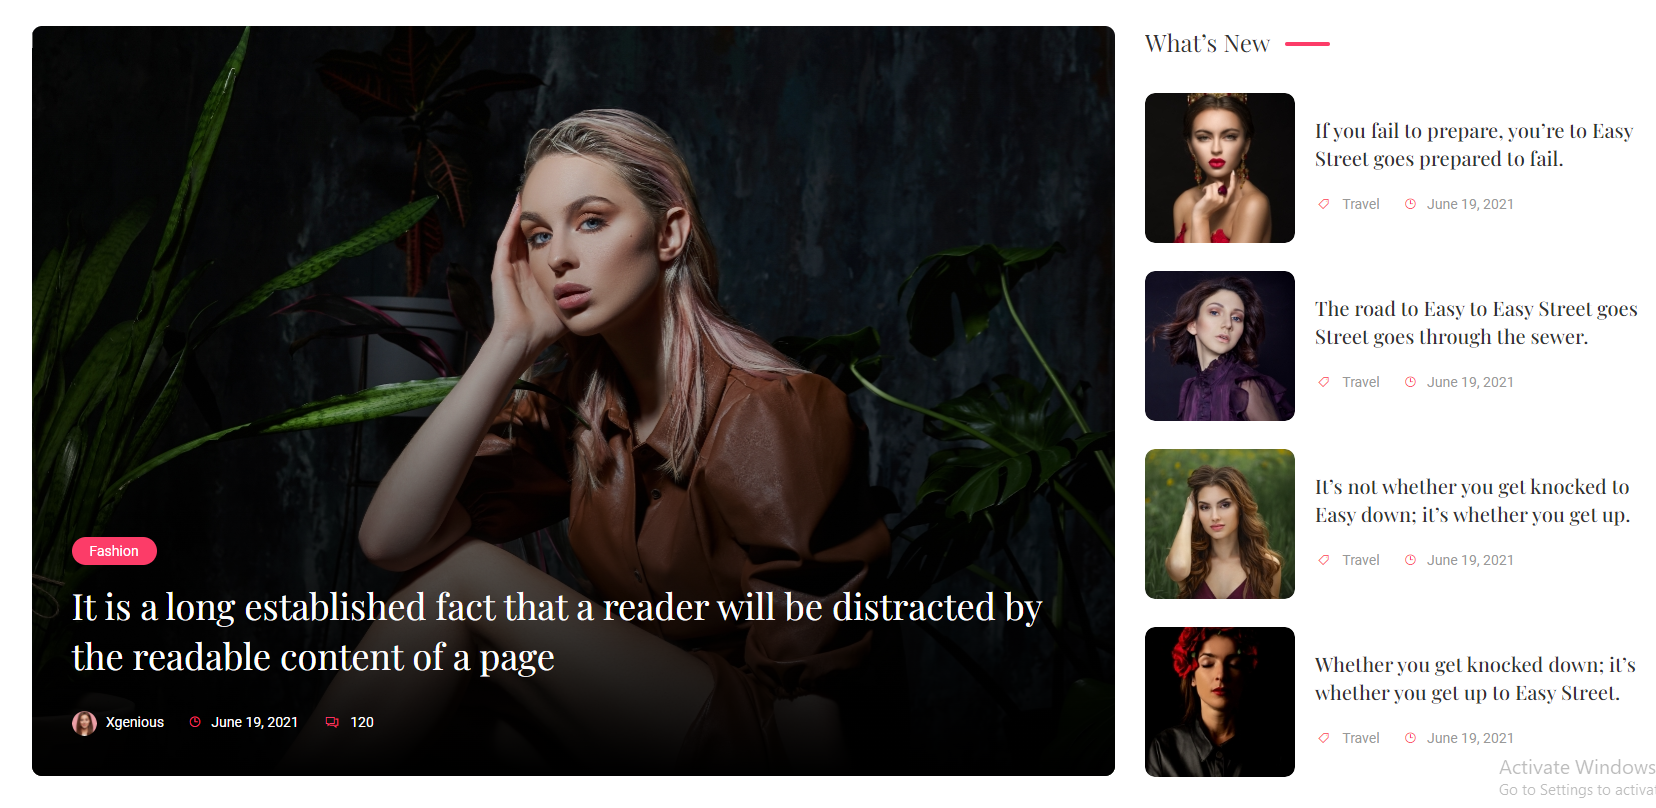 Fashion
It is a long established fact that a reader will be distracted by
the readable content of a page
Xgenious June 19, 2021 120
What’s New
If you fail to prepare, you’re to Easy
Street goes prepared to fail.
Travel June 19, 2021
The road to Easy to Easy Street goes
Street goes through the sewer.
Travel June 19, 2021
It’s not whether you get knocked to
Easy down; it’s whether you get up.
Travel June 19, 2021
Whether you get knocked down; it’s
whether you get up to Easy Street.
Travel June 19, 2021
Activate Windows
Go to Settings to activa